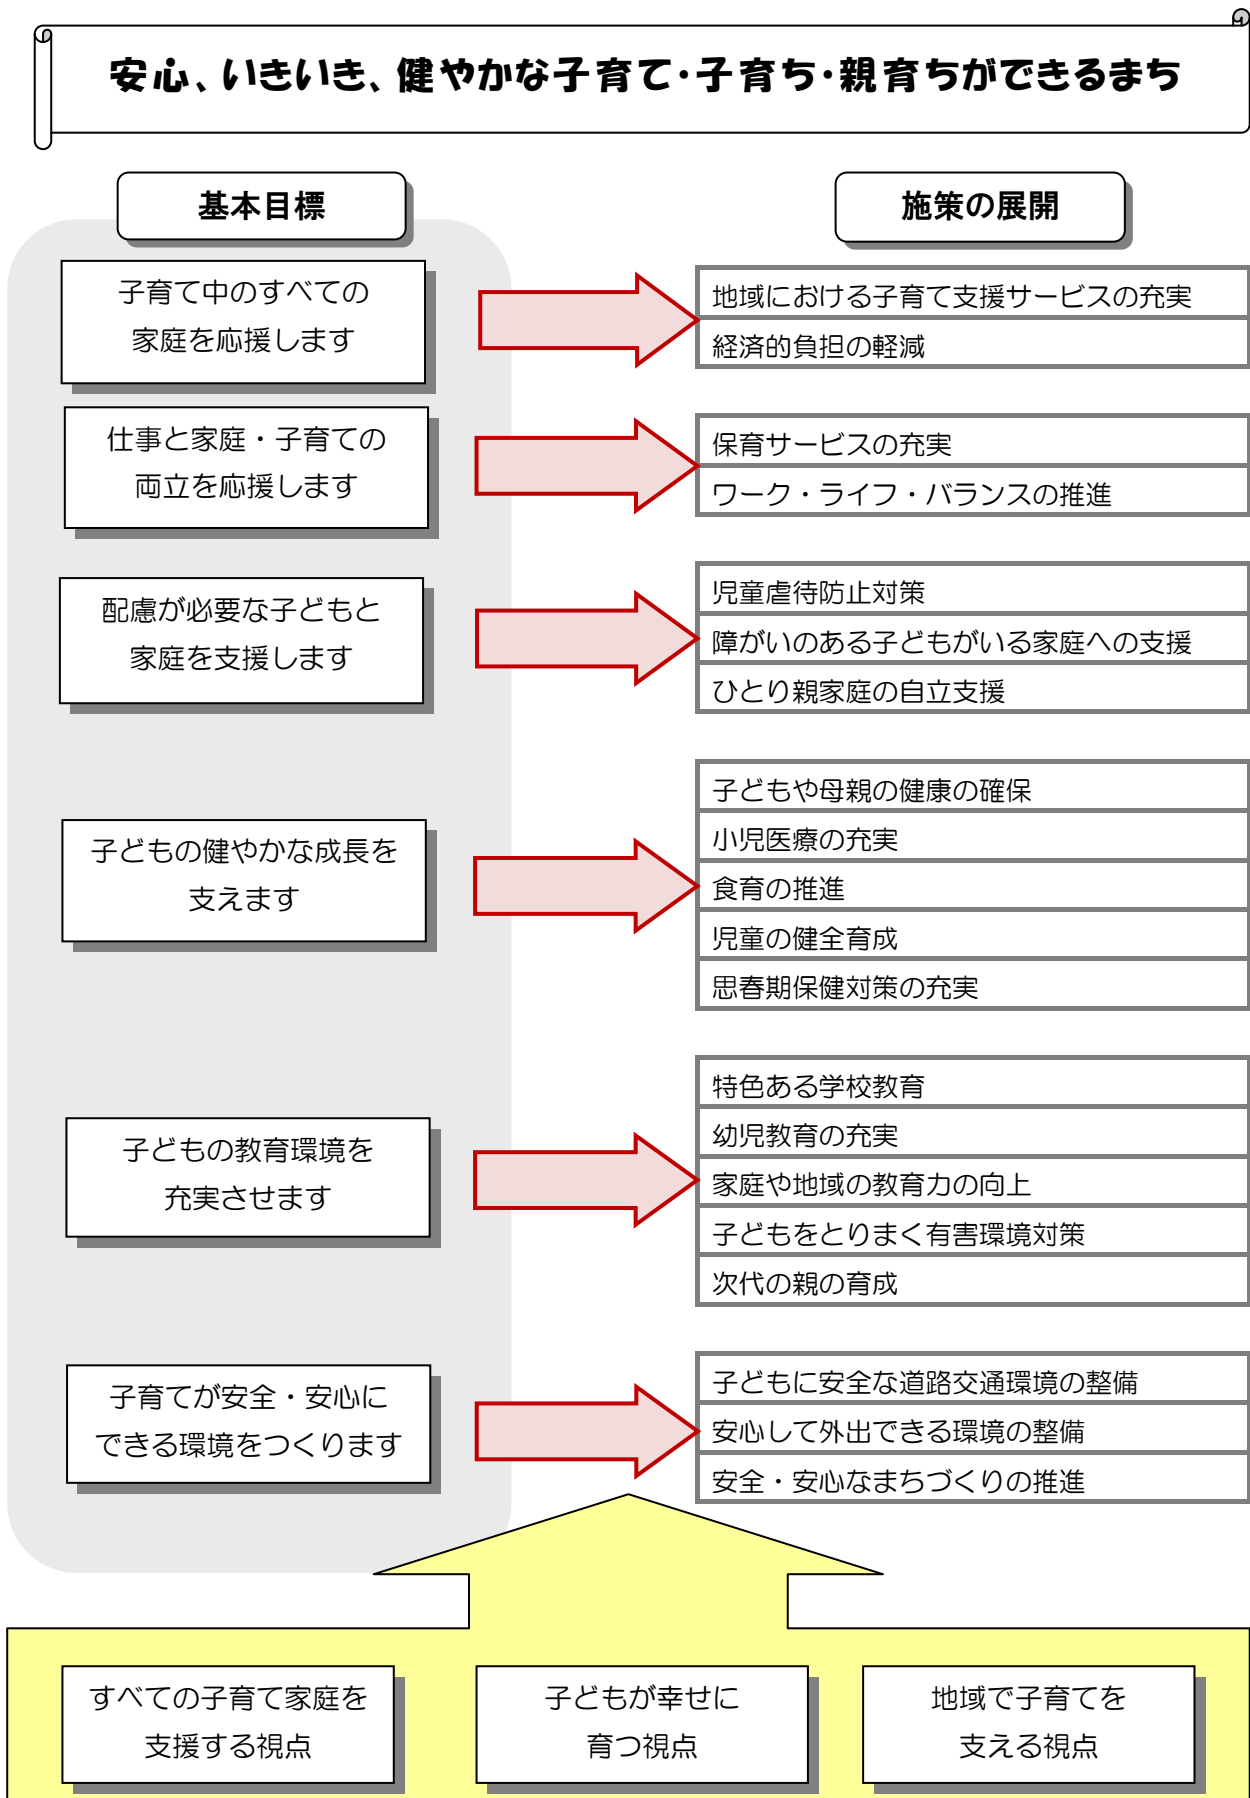 安心、いきいき、健やかな子育て・子育ち・親育ちができるまち
基本目標
施策の展開
子育て中のすべての
家庭を応援します
地域における子育て支援サービスの充実
経済的負担の軽減
仕事と家庭・子育ての
両立を応援します
保育サービスの充実
ワーク・ライフ・バランスの推進
配慮が必要な子どもと
家庭を支援します
児童虐待防止対策
障がいのある子どもがいる家庭への支援
ひとり親家庭の自立支援
子どもの健やかな成長を
支えます
子どもや母親の健康の確保
小児医療の充実
食育の推進
児童の健全育成
思春期保健対策の充実
子どもの教育環境を
充実させます
特色ある学校教育
幼児教育の充実
家庭や地域の教育力の向上
子どもをとりまく有害環境対策
次代の親の育成
子育てが安全・安心に
できる環境をつくります
子どもに安全な道路交通環境の整備
安心して外出できる環境の整備
安全・安心なまちづくりの推進
すべての子育て家庭を
支援する視点
子どもが幸せに
育つ視点
地域で子育てを
支える視点